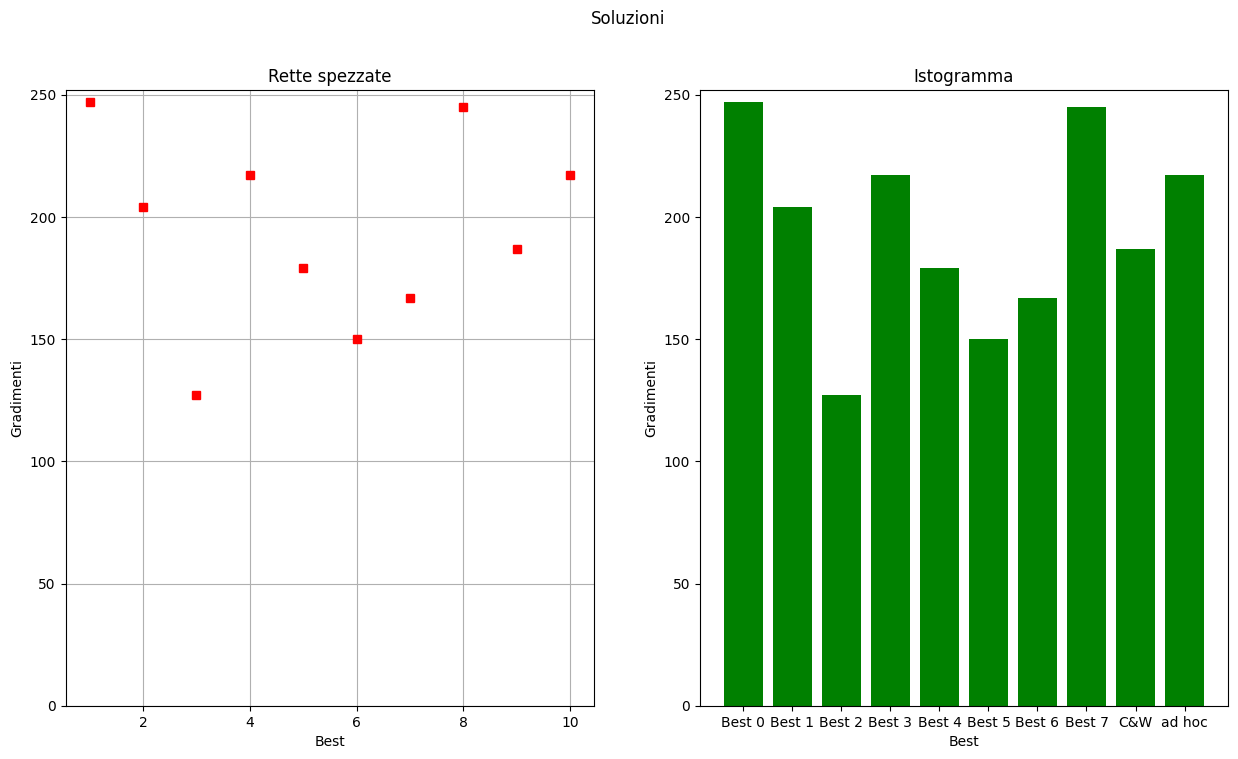 Soluzioni
Rette spezzate
250
200
150
100
50
0
Gradimenti
2 4 6 8 10
Best
Istogramma
250
200
150
100
50
0
Gradimenti
Best 0 Best 1 Best 2 Best 3 Best 4 Best 5 Best 6 Best 7 C&W ad hoc
Best